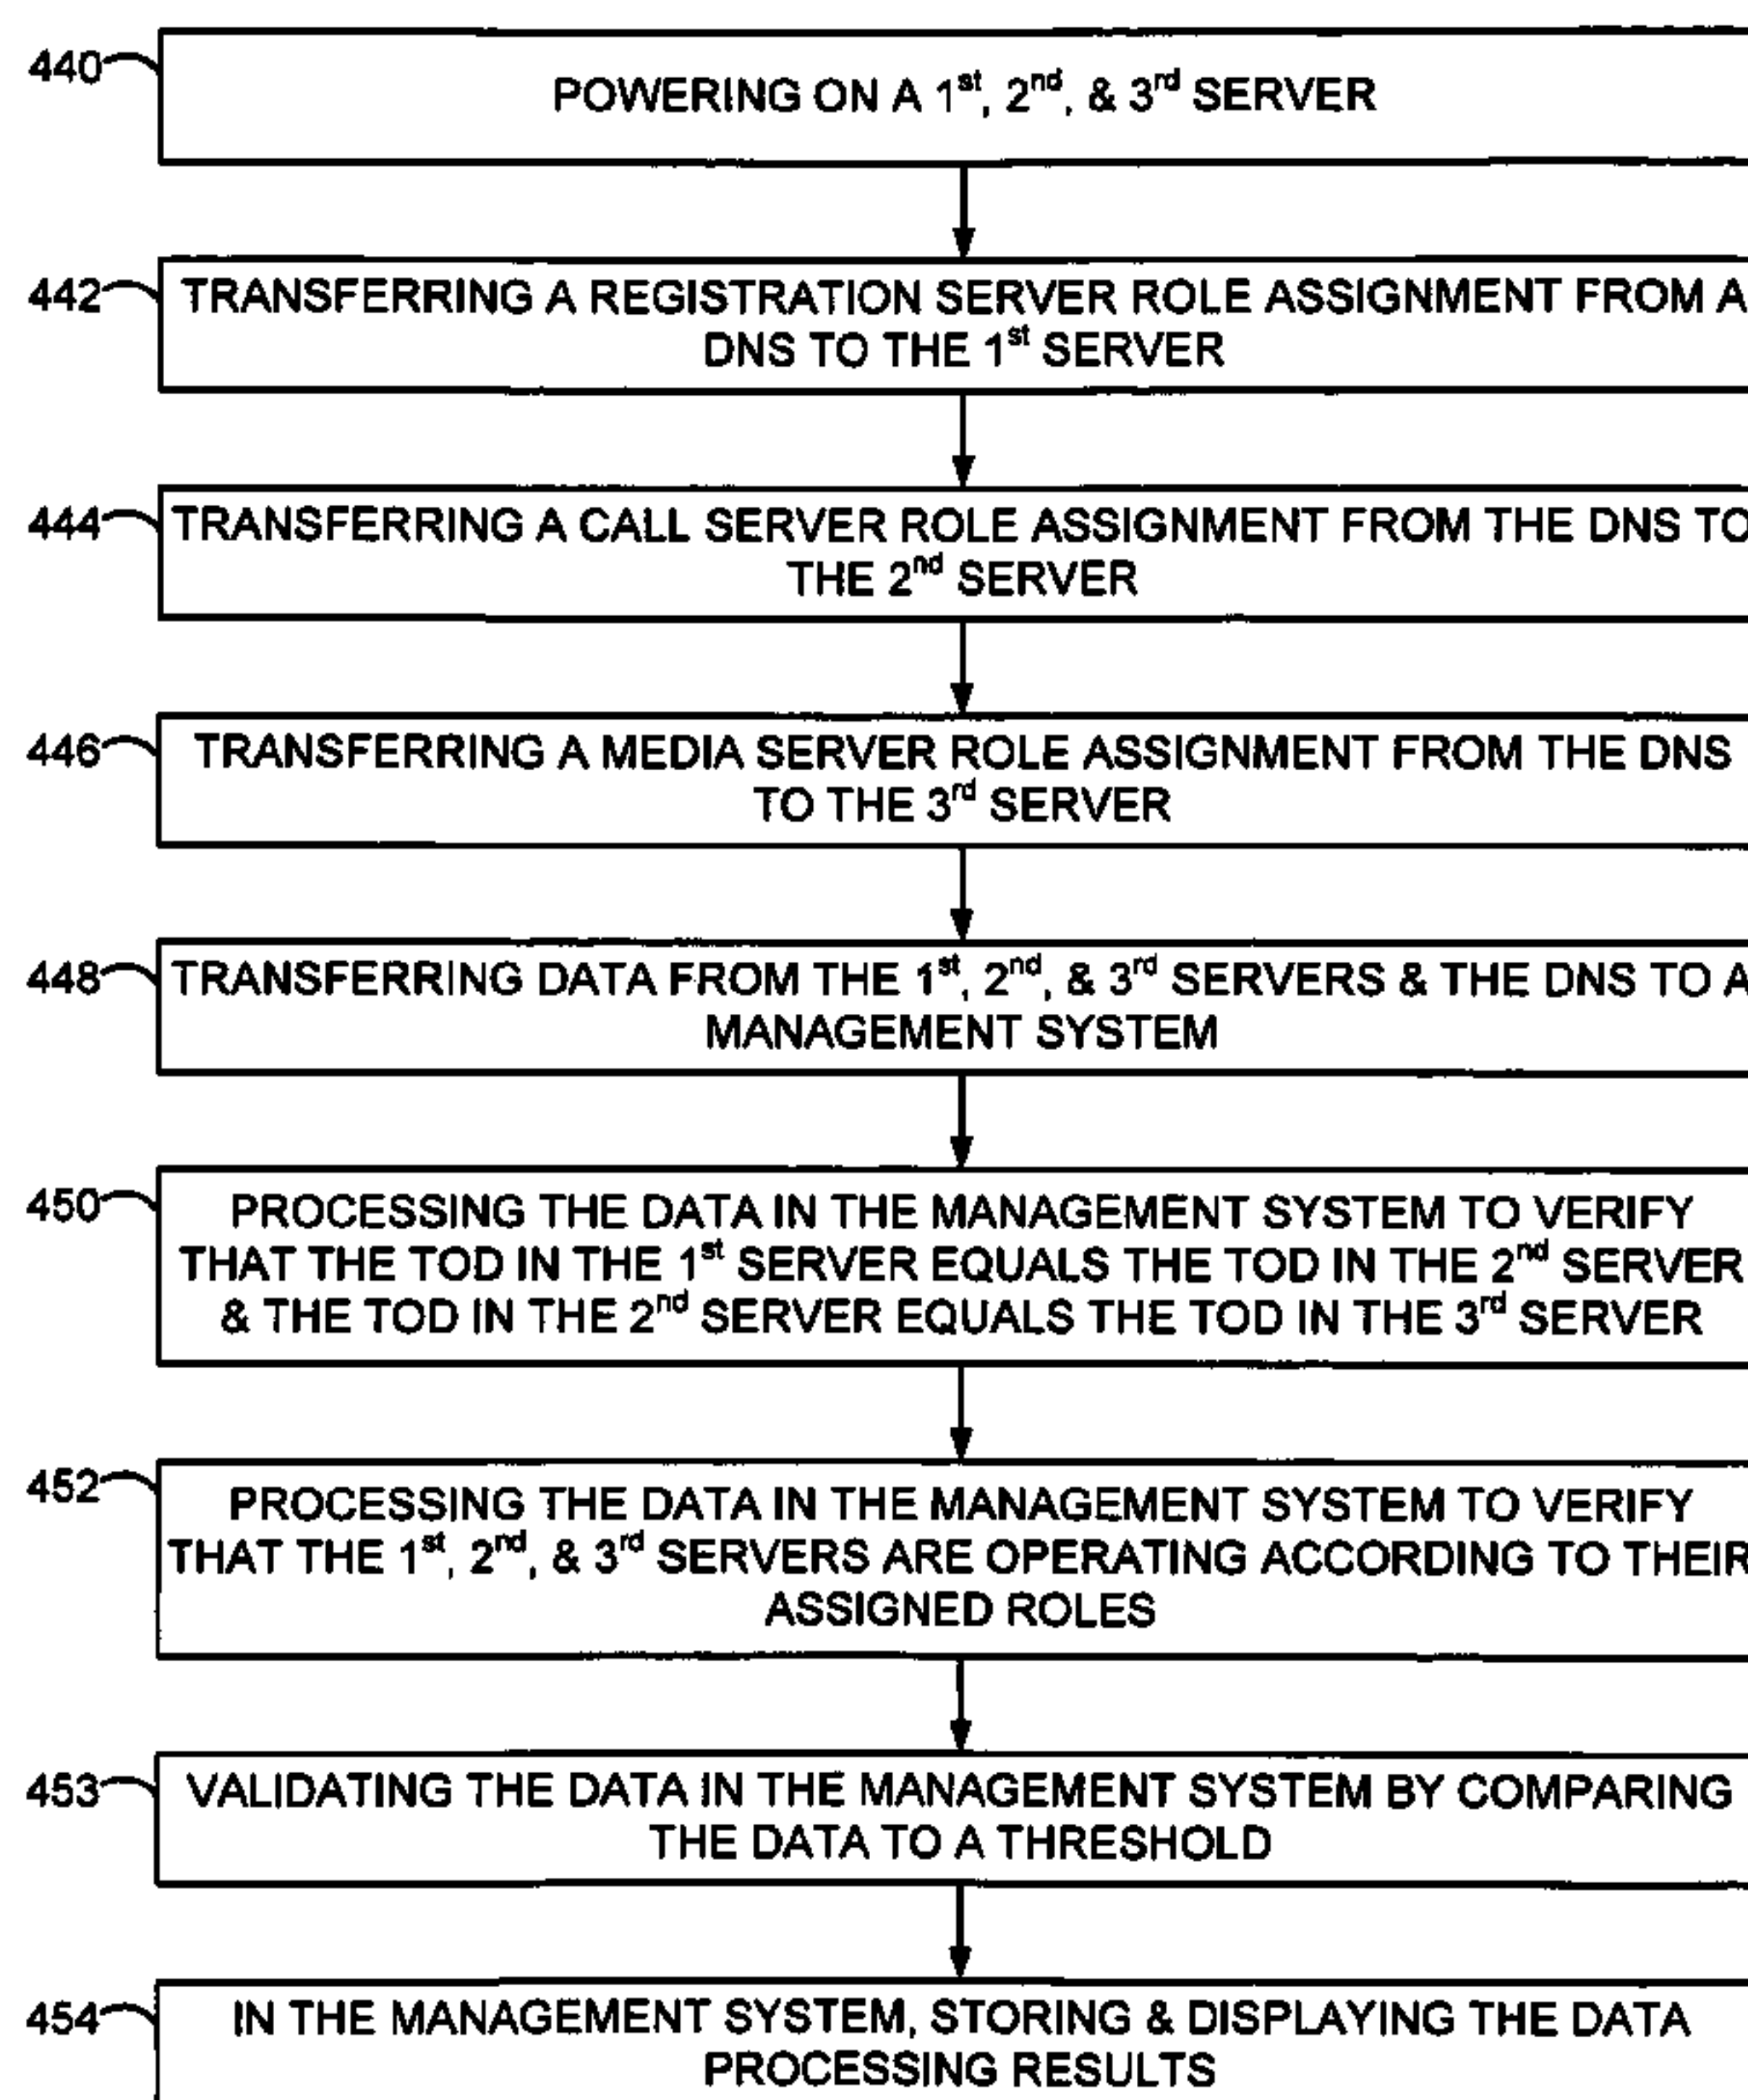 440
POWERING ON A 1st, 2nd, & 3rd SERVER
442
TRANSFERRING A REGISTRATION SERVER ROLE ASSIGNMENT FROM A
DNS TO THE 1st SERVER
444
TRANSFERRING A CALL SERVER ROLE ASSIGNMENT FROM THE DNS TO
THE 2nd SERVER
446
TRANSFERRING A MEDIA SERVER ROLE ASSIGNMENT FROM THE DNS
TO THE 3rd SERVER
448
TRANSFERRING DATA FROM THE 1st, 2nd, & 3rd SERVERS & THE DNS TO A
MANAGEMENT SYSTEM
450
PROCESSING THE DATA IN THE MANAGEMENT SYSTEM TO VERIFY
THAT THE TOD IN THE 1st SERVER EQUALS THE TOD IN THE 2nd SERVER
& THE TOD IN THE 2nd SERVER EQUALS THE TOD IN THE 3rd SERVER
452
PROCESSING THE DATA IN THE MANAGEMENT SYSTEM TO VERIFY
THAT THE 1st, 2nd, & 3rd SERVERS ARE OPERATING ACCORDING TO THEIR
ASSIGNED ROLES
453
VALIDATING THE DATA IN THE MANAGEMENT SYSTEM BY COMPARING
THE DATA TO A THRESHOLD
454
IN THE MANAGEMENT SYSTEM, STORING & DISPLAYING THE DATA
PROCESSING RESULTS